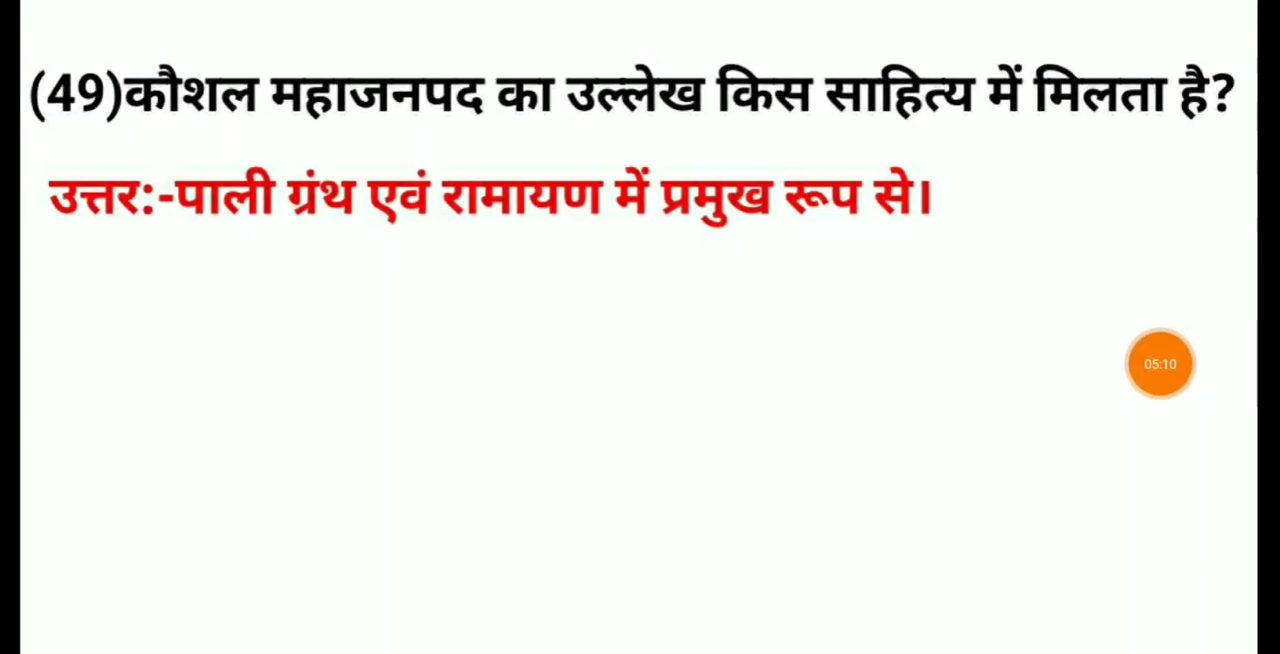 (49)कौशल महाजनपद का उल्लेख किस साहित्य में मिलता है?
उत्तर:-पाली ग्रंथ एवं रामायण में प्रमुख रूप से।
05:10